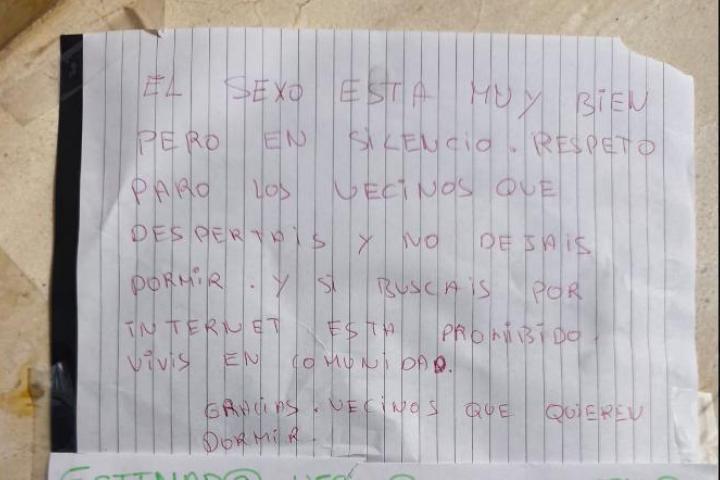 EL SEXO ESTA MUY BIEN
PERO EN SiLENCiO. RESPETO
PARO LOS VECiNOS QUE
DESPERTAiS Y NO DEJAiS
DORMiR. Y Si BUSCAiS POR
iNTERNET ESTA PROHiBiDO.
ViViS EN COMUNiDAD.
GRACiAS. VECiNOS QUE QUiEREN
DORMiR.